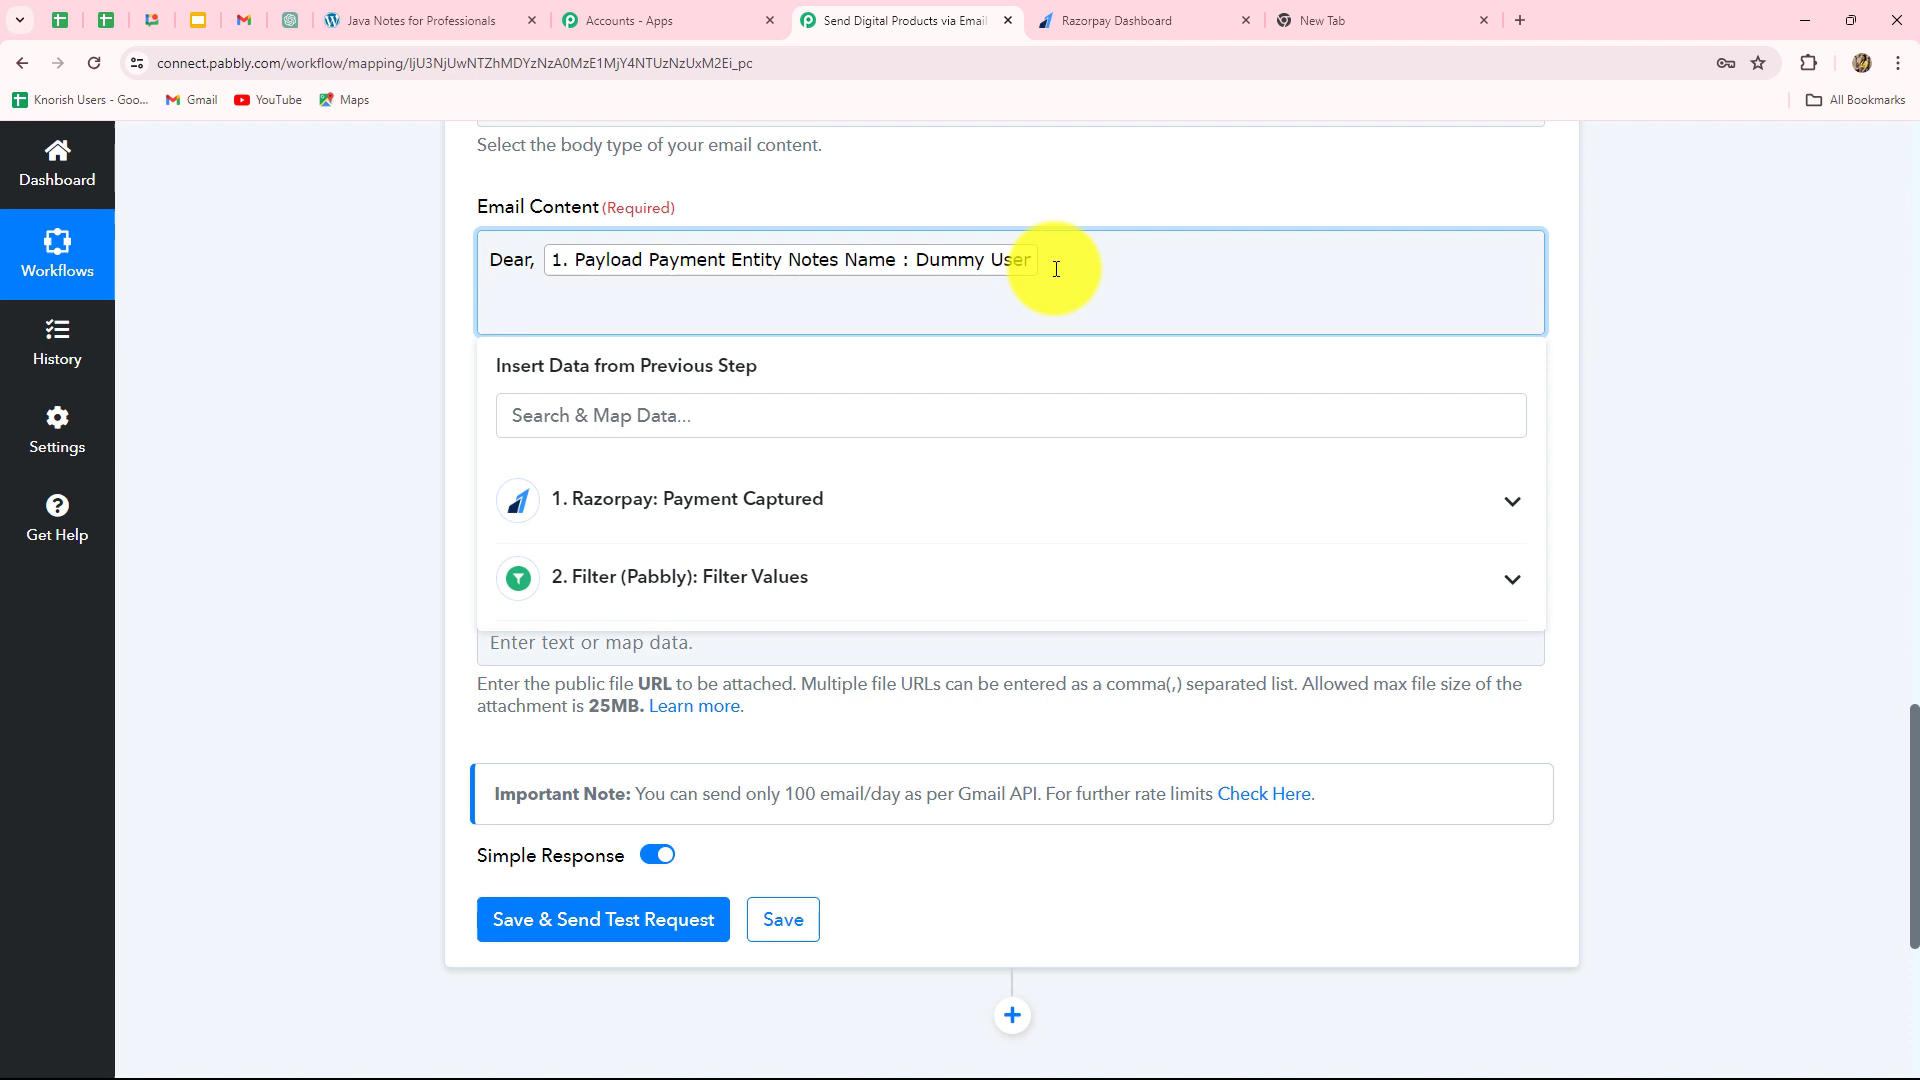 Java Notes for Professionals
Accounts - Apps
Send Digital Products via Email
Razorpay Dashboard
New Tab
connect.pabbly.com/workflow/mapping/IjU3NjUwNTZhMDYzNzA0MzE1MjY4NTUzNzUxM2Ei_pc
Knorish Users - Goo...
Gmail
YouTube
Maps
All Bookmarks
Dashboard
Workflows
History
Settings
Get Help
Select the body type of your email content.
Email Content (Required)
Dear, 1. Payload Payment Entity Notes Name : Dummy User
Insert Data from Previous Step
Search & Map Data...
1. Razorpay: Payment Captured
2. Filter (Pabbly): Filter Values
Enter text or map data.
Enter the public file URL to be attached. Multiple file URLs can be entered as a comma(,) separated list. Allowed max file size of the
attachment is 25MB. Learn more.
Important Note: You can send only 100 email/day as per Gmail API. For further rate limits Check Here.
Simple Response
Save & Send Test Request
Save